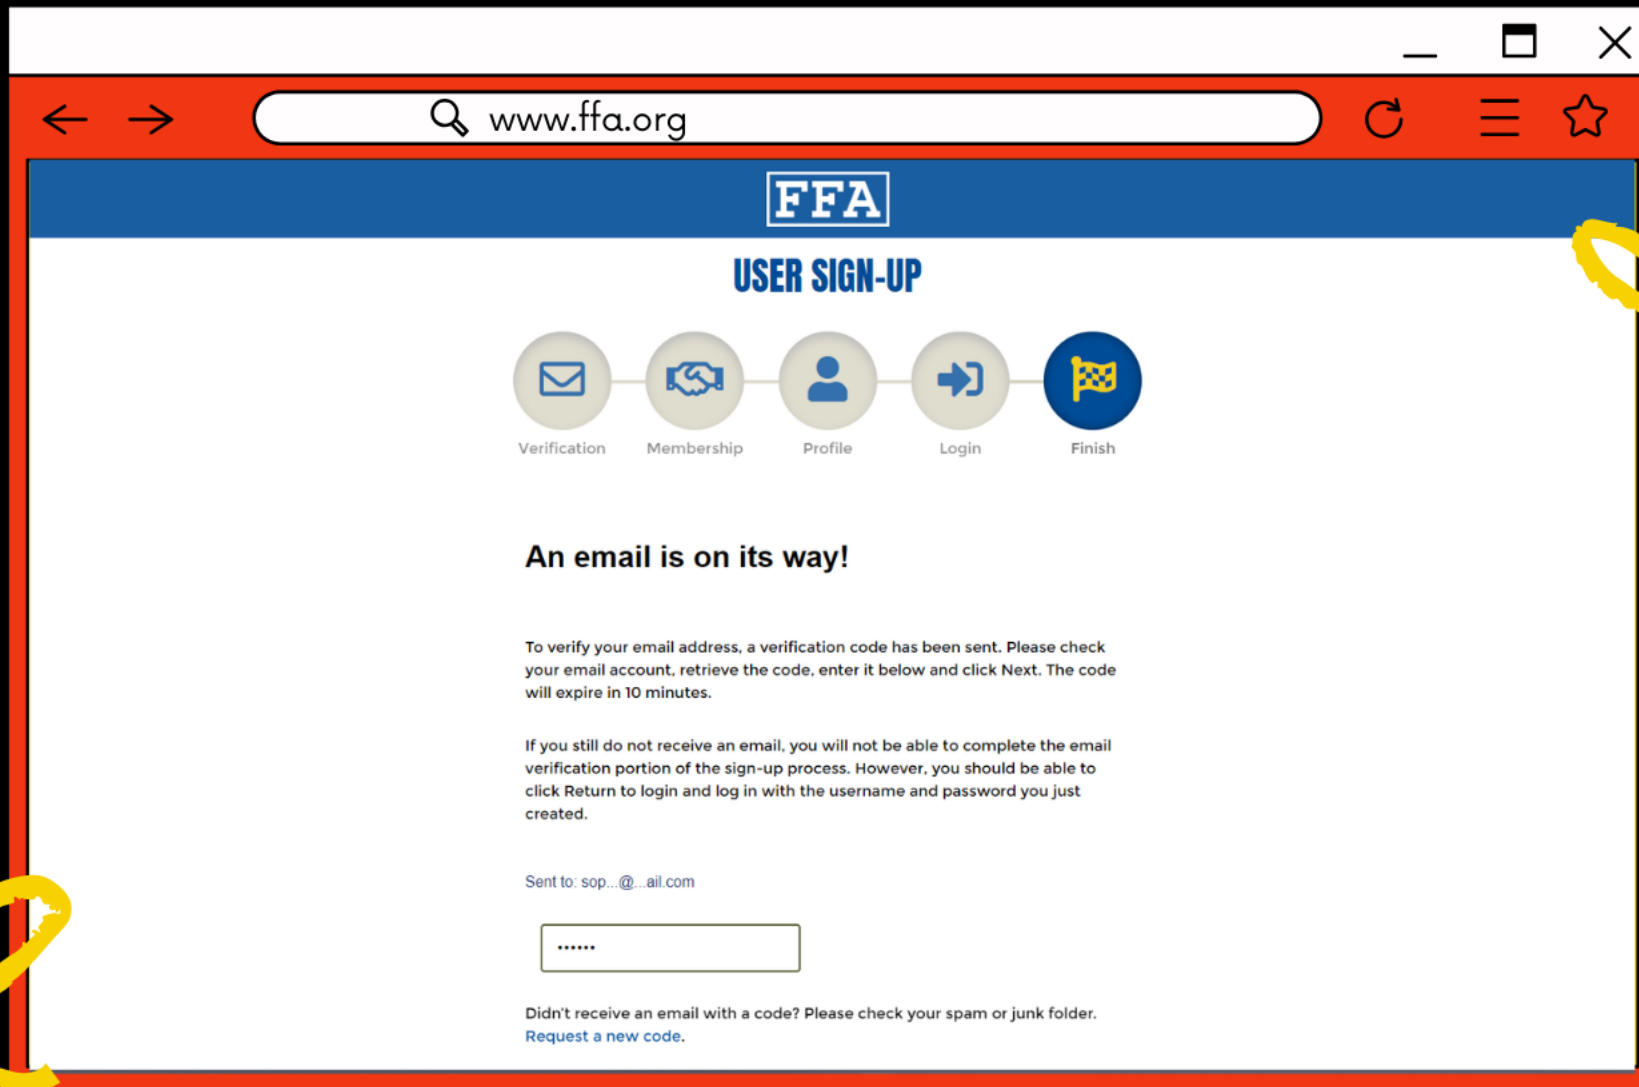 www.ffa.org
FFA
USER SIGN-UP
Verification Membership Profile Login Finish
An email is on its way!
To verify your email address, a verification code has been sent. Please check
your email account, retrieve the code, enter it below and click Next. The code
will expire in 10 minutes.
If you still do not receive an email, you will not be able to complete the email
verification portion of the sign-up process. However, you should be able to
click Return to login and log in with the username and password you just
created.
Sent to: sop...@...ail.com
••••••
Didn't receive an email with a code? Please check your spam or junk folder.
Request a new code.